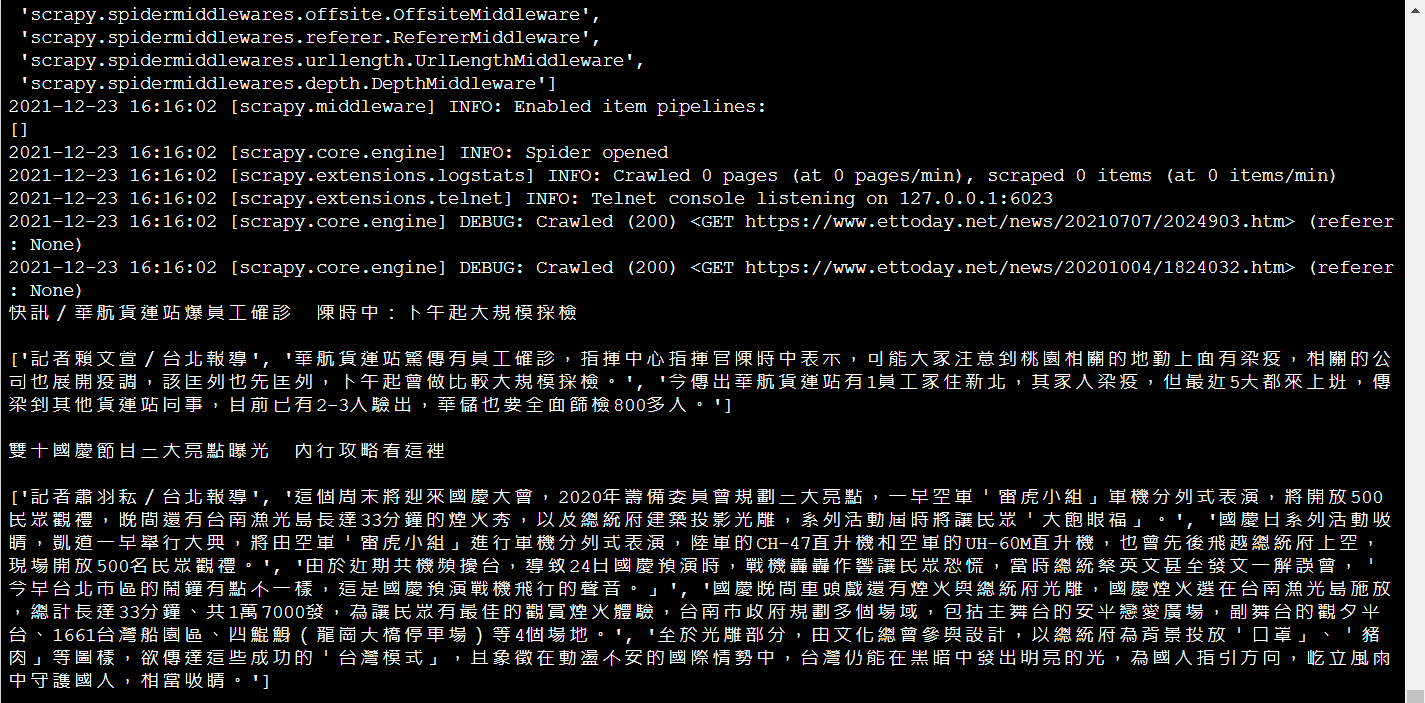 'scrapy.spidermiddlewares.offsite.OffsiteMiddleware',
'scrapy.spidermiddlewares.referer.RefererMiddleware',
'scrapy.spidermiddlewares.urllength.UrlLengthMiddleware',
'scrapy.spidermiddlewares.depth.DepthMiddleware']
2021-12-23 16:16:02 [scrapy.middleware] INFO: Enabled item pipelines:
[]
2021-12-23 16:16:02 [scrapy.core.engine] INFO: Spider opened
2021-12-23 16:16:02 [scrapy.extensions.logstats] INFO: Crawled 0 pages (at 0 pages/min), scraped 0 items (at 0 items/min)
2021-12-23 16:16:02 [scrapy.extensions.telnet] INFO: Telnet console listening on 127.0.0.1:6023
2021-12-23 16:16:02 [scrapy.core.engine] DEBUG: Crawled (200) <GET https://www.ettoday.net/news/20210707/2024903.htm> (referer
: None)
2021-12-23 16:16:02 [scrapy.core.engine] DEBUG: Crawled (200) <GET https://www.ettoday.net/news/20201004/1824032.htm> (referer
: None)
快訊／華航貨運站爆員工確診　陳時中：下午起大規模採檢
['記者賴文萱／台北報導', '華航貨運站驚傳有員工確診，指揮中心指揮官陳時中表示，可能大家注意到桃園相關的地勤上面有染疫，相關的公
司也展開疫調，該匡列也先匡列，下午起會做比較大規模採檢。', '今傳出華航貨運站有1員工家住新北，其家人染疫，但最近5天都來上班，傳
染到其他貨運站同事，目前已有2-3人驗出，華儲也要全面篩檢800多人。']
雙十國慶節目三大亮點曝光　內行攻略看這裡
['記者蕭羽耘／台北報導', '這個周末將迎來國慶大會，2020年籌備委員會規劃三大亮點，一早空軍「雷虎小組」軍機分列式表演，將開放500
民眾觀禮，晚間還有台南漁光島長達33分鐘的煙火秀，以及總統府建築投影光雕，系列活動屆時將讓民眾「大飽眼福」。', '國慶日系列活動吸
睛，凱道一早舉行大典，將由空軍「雷虎小組」進行軍機分列式表演，陸軍的CH-47直升機和空軍的UH-60M直升機，也會先後飛越總統府上空，
現場開放500名民眾觀禮。', '由於近期共機頻擾台，導致24日國慶預演時，戰機轟轟作響讓民眾恐慌，當時總統蔡英文甚至發文一解誤會，「
今早台北市區的鬧鐘有點不一樣，這是國慶預演戰機飛行的聲音。」', '國慶晚間重頭戲還有煙火與總統府光雕，國慶煙火選在台南漁光島施放
，總計長達33分鐘、共1萬7000發，為讓民眾有最佳的觀賞煙火體驗，台南市政府規劃多個場域，包括主舞台的安平戀愛廣場，副舞台的觀夕平
台、1661台灣船園區、四鯤鯓（龍崗大橋停車場）等4個場地。', '至於光雕部分，由文化總會參與設計，以總統府為背景投放「口罩」、「豬
肉」等圖樣，欲傳達這些成功的「台灣模式」，且象徵在動盪不安的國際情勢中，台灣仍能在黑暗中發出明亮的光，為國人指引方向，屹立風雨
中守護國人，相當吸睛。']